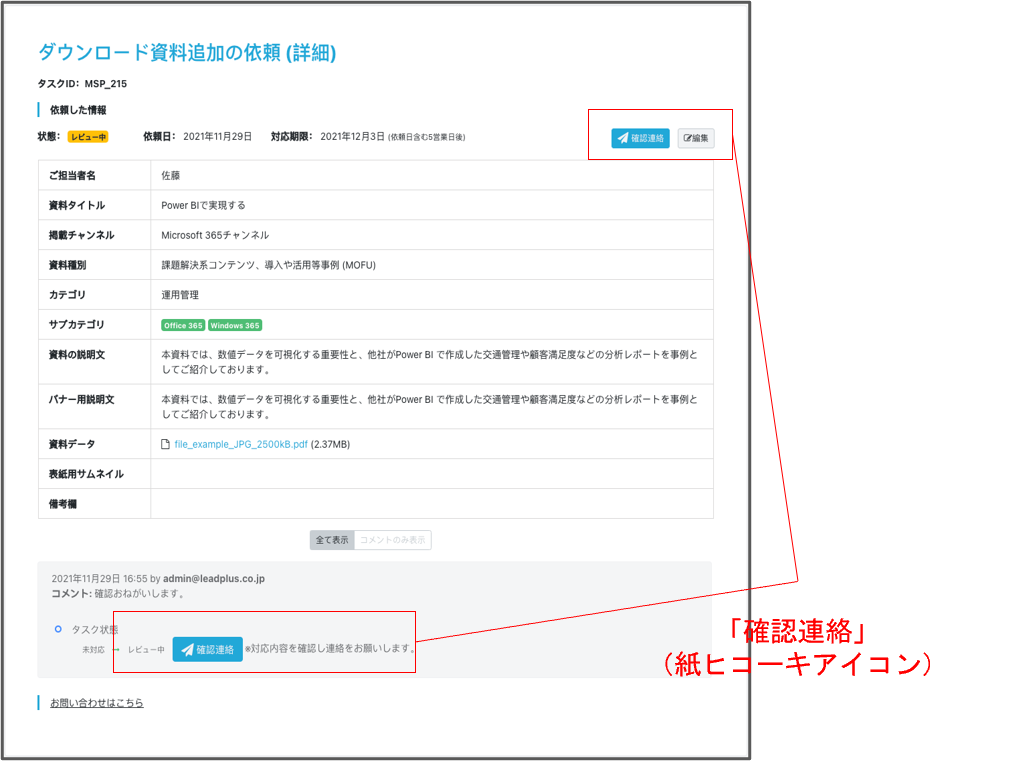 ダウンロード資料追加の依頼 (詳細)
タスクID: MSP_215
依頼した情報
状態: レビュー中 依頼日: 2021年11月29日 対応期限: 2021年12月3日 (依頼日含む5営業日後) 確認連絡 編集
ご担当者名 佐藤
資料タイトル Power BIで実現する
掲載チャンネル Microsoft 365チャンネル
資料種別 課題解決系コンテンツ、導入や活用等事例 (MOFU)
カテゴリ 運用管理
サブカテゴリ Office 365 Windows 365
資料の説明文 本資料では、数値データを可視化する重要性と、他社がPower BI で作成した交通管理や顧客満足度などの分析レポートを事例と
してご紹介しております。
バナー用説明文 本資料では、数値データを可視化する重要性と、他社がPower BI で作成した交通管理や顧客満足度などの分析レポートを事例と
してご紹介しております。
資料データ file_example_JPG_2500kB.pdf (2.37MB)
表紙用サムネイル
備考欄
全て表示 コメントのみ表示
2021年11月29日 16:55 by admin@leadplus.co.jp
コメント: 確認おねがいします。
タスク状態
未対応 → レビュー中 確認連絡 ※対応内容を確認し連絡をお願いします。
「確認連絡」
（紙ヒコーキアイコン）
お問い合わせはこちら